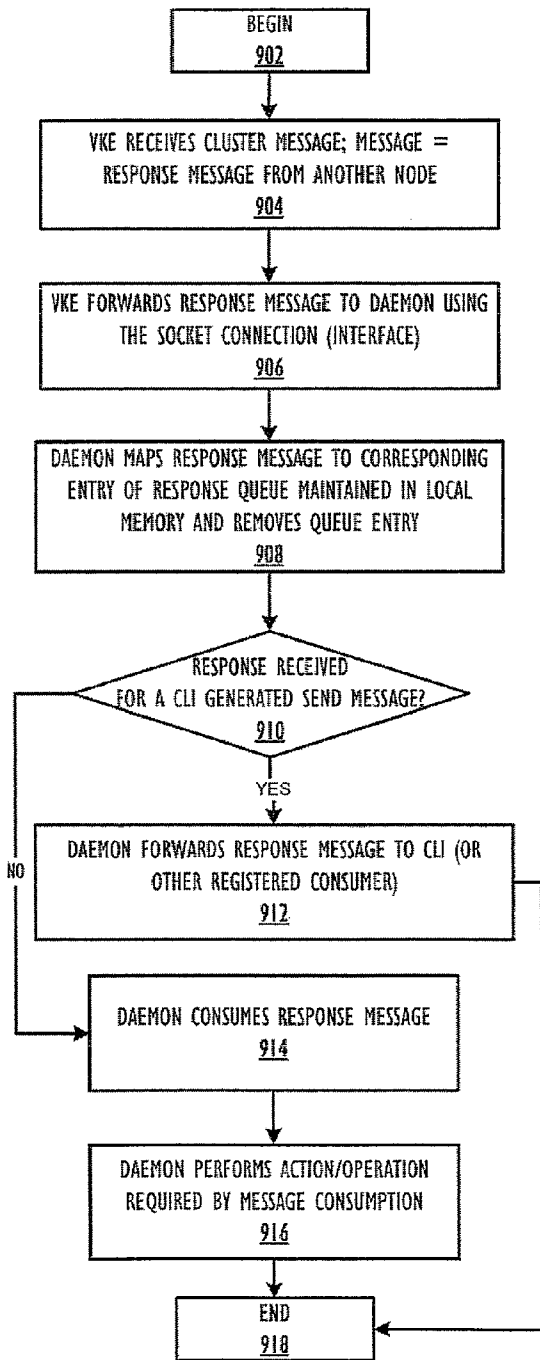 BEGIN
902
VKE RECEIVES CLUSTER MESSAGE; MESSAGE =
RESPONSE MESSAGE FROM ANOTHER NODE
904
VKE FORWARDS RESPONSE MESSAGE TO DAEMON USING
THE SOCKET CONNECTION (INTERFACE)
906
DAEMON MAPS RESPONSE MESSAGE TO CORRESPONDING
ENTRY OF RESPONSE QUEUE MAINTAINED IN LOCAL
MEMORY AND REMOVES QUEUE ENTRY
908
RESPONSE RECEIVED
FOR A CLI GENERATED SEND MESSAGE?
910
YES
NO
DAEMON FORWARDS RESPONSE MESSAGE TO CLI (OR
OTHER REGISTERED CONSUMER)
912
DAEMON CONSUMES RESPONSE MESSAGE
914
DAEMON PERFORMS ACTION/OPERATION
REQUIRED BY MESSAGE CONSUMPTION
916
END
918